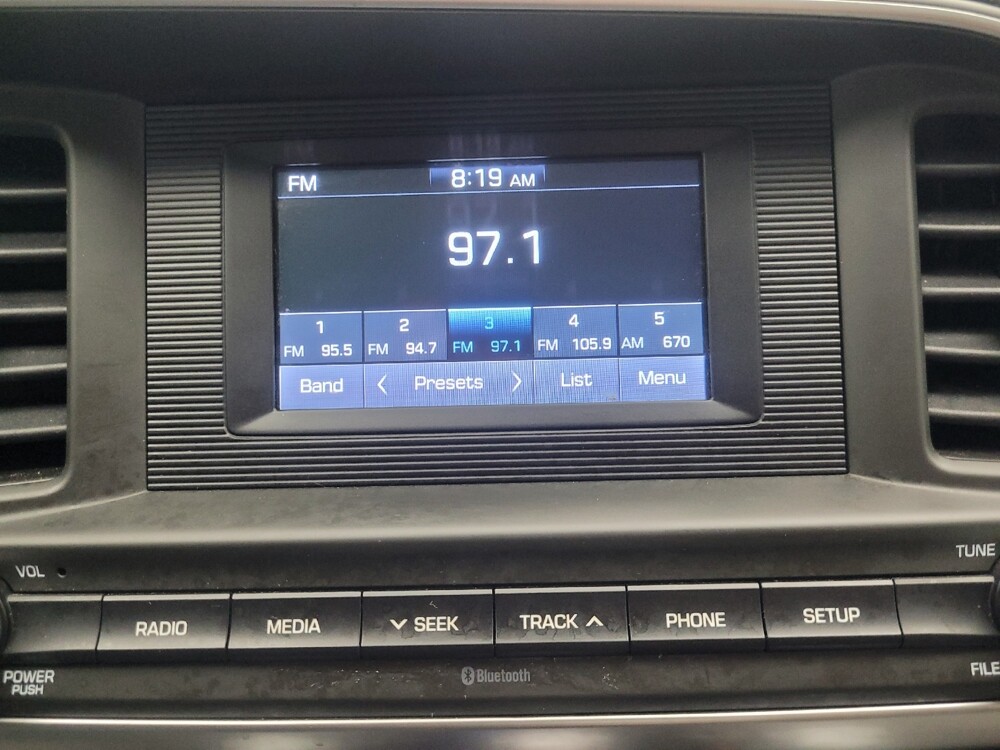 FM 8:19 AM
97.1
1 2 3 4 5
FM 95.5 FM 94.7 FM 97.1 FM 105.9 AM 670
Band < Presets > List Menu
VOL TUNE
RADIO MEDIA ∨ SEEK TRACK ∧ PHONE SETUP
POWER Bluetooth FILE
PUSH